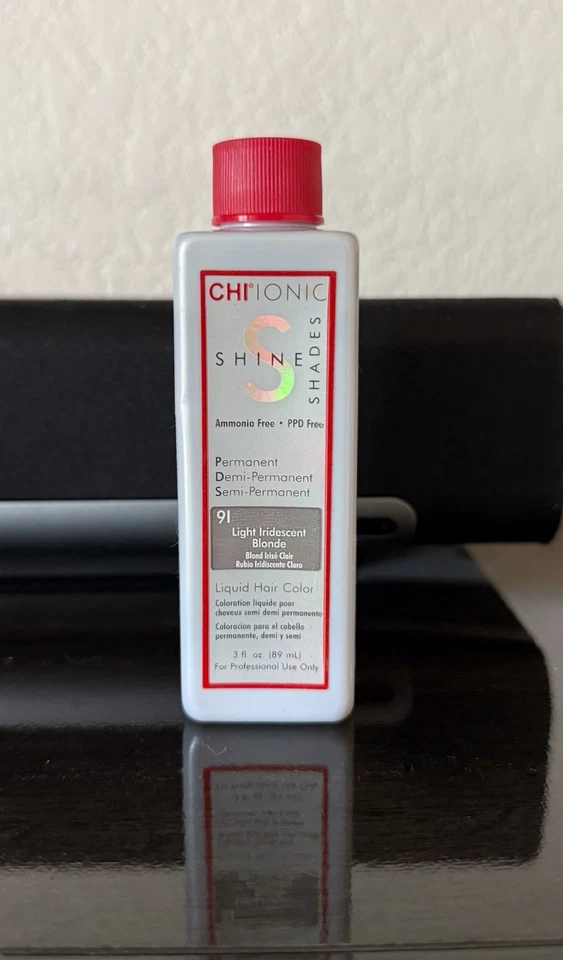 CHI® IONIC
SHINE
S
SHADES
Ammonia Free • PPD Free
Permanent
Demi-Permanent
Semi-Permanent
9I
Light Iridescent
Blonde
Blond Irisé Clair
Rubio Iridiscente Claro
Liquid Hair Color
Coloration liquide pour
cheveux semi demi permanente
Coloracion para el cabello
permanente, demi y semi
3 fl. oz. (89 mL)
For Professional Use Only